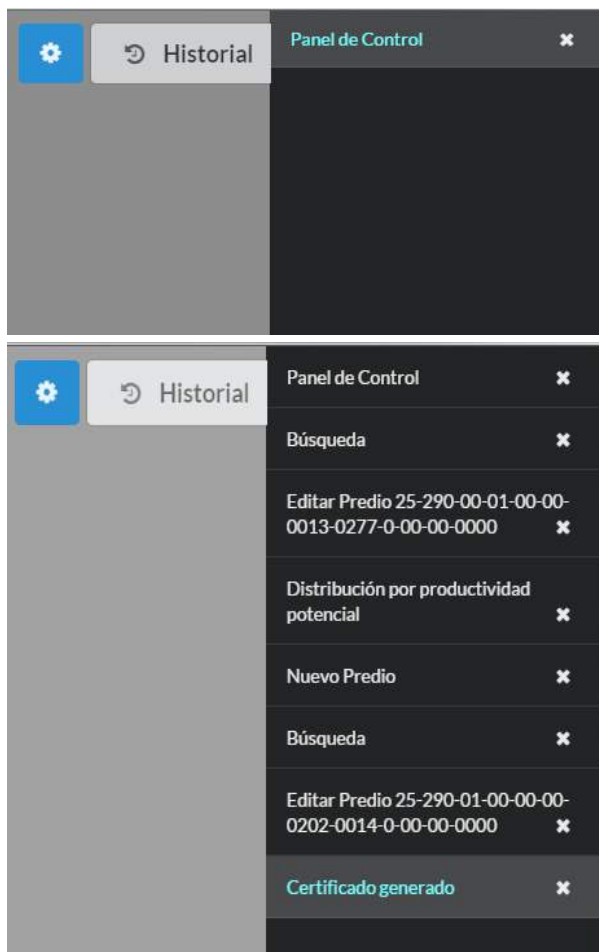 Historial
Panel de Control
Historial
Panel de Control
Búsqueda
Editar Predio 25-290-00-01-00-00-
0013-0277-0-00-00-0000
Distribución por productividad
potencial
Nuevo Predio
Búsqueda
Editar Predio 25-290-01-00-00-00-
0202-0014-0-00-00-0000
Certificado generado